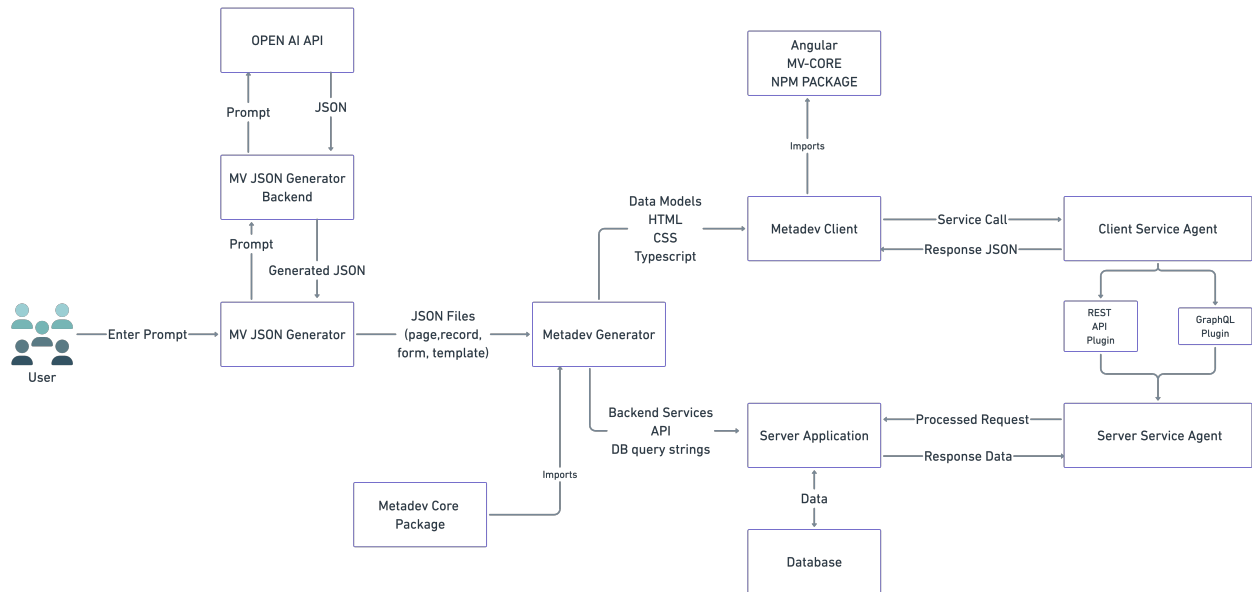 OPEN AI API
Prompt
JSON
MV JSON Generator
Backend
Prompt
Generated JSON
User
Enter Prompt
MV JSON Generator
JSON Files
(page,record,
form, template)
Metadev Generator
Metadev Core
Package
Imports
Data Models
HTML
CSS
Typescript
Backend Services
API
DB query strings
Angular
MV-CORE
NPM PACKAGE
Imports
Metadev Client
Service Call
Response JSON
Client Service Agent
REST
API
Plugin
GraphQL
Plugin
Server Application
Processed Request
Response Data
Server Service Agent
Data
Database